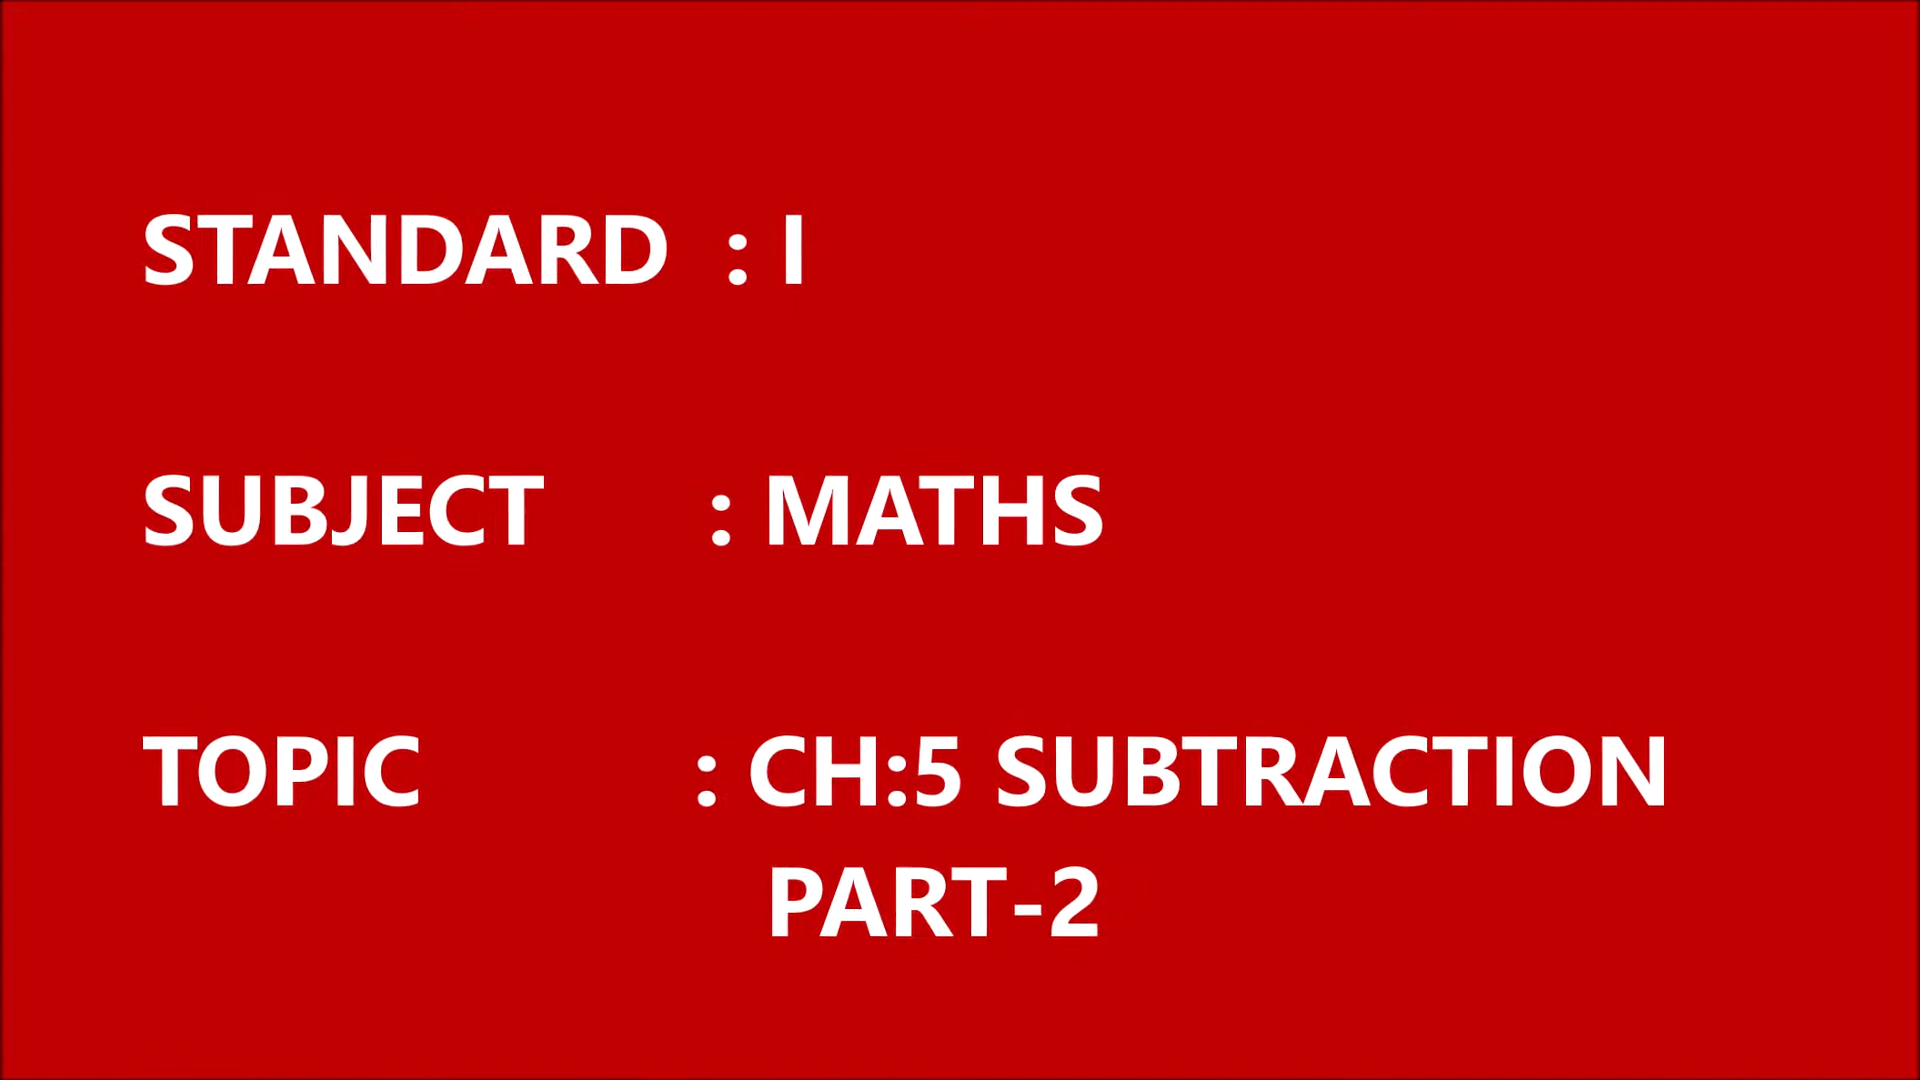 STANDARD : I
SUBJECT : MATHS
TOPIC : CH:5 SUBTRACTION
PART-2